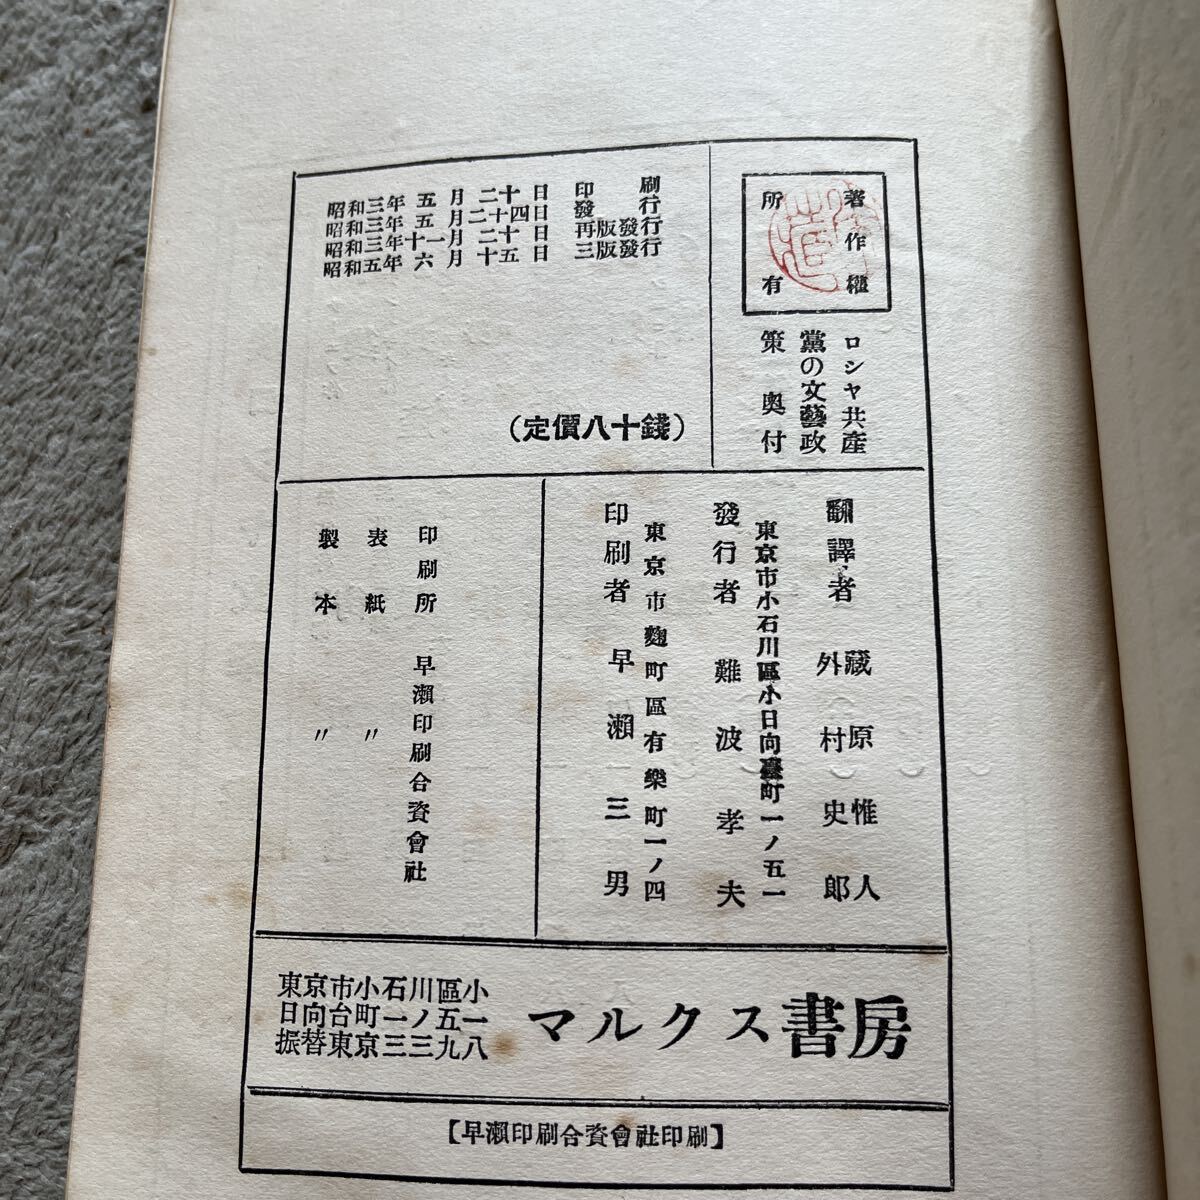 著作權
所有
ロシヤ共產
黨の文藝政
策奥付
昭和三年五月二十日印刷
昭和三年五月二十四日發行
昭和三年十一月二十日再版發行
昭和五年六月十五日三版發行
（定價八十錢）
翻譯者
藏原惟人
外村史郎
東京市小石川區小日向臺町一ノ五一
發行者難波孝夫
東京市麴町區有樂町一ノ四
印刷者早瀨三男
印刷所早瀨印刷合資會社
表紙〃
製本〃
マルクス書房
東京市小石川區小
日向台町一ノ五一
振替東京三三九八
【早瀨印刷合資會社印刷】